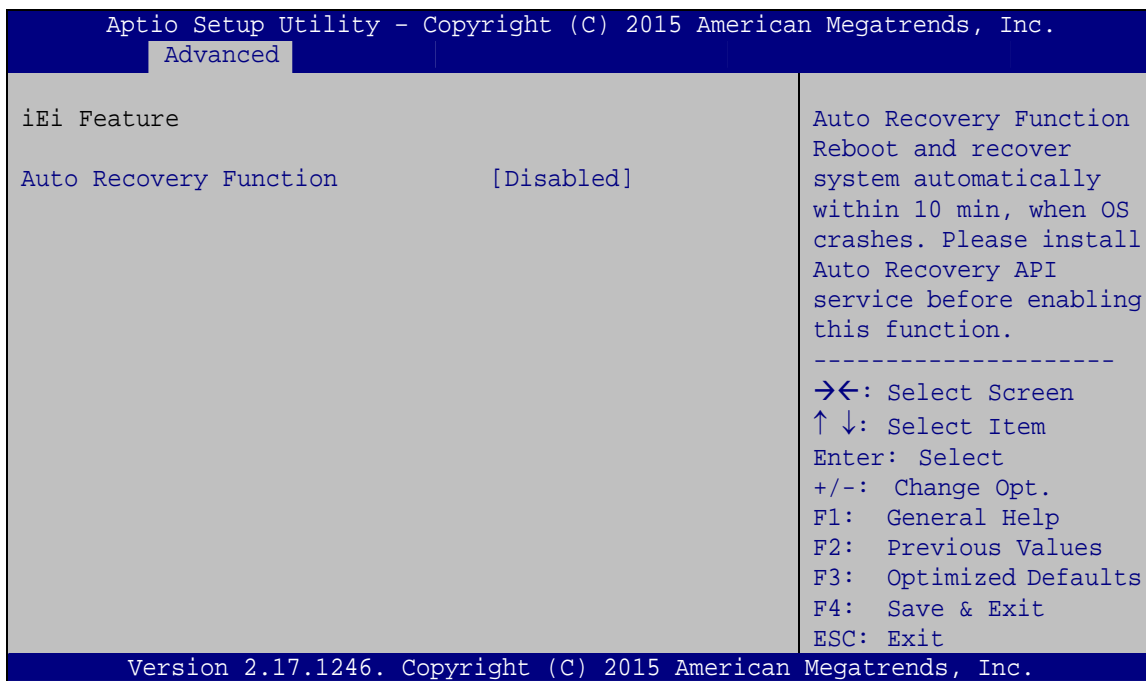 Aptio Setup Utility – Copyright (C) 2015 American Megatrends, Inc.
Advanced
iEi Feature
Auto Recovery Function [Disabled]
Auto Recovery Function
Reboot and recover
system automatically
within 10 min, when OS
crashes. Please install
Auto Recovery API
service before enabling
this function.
---------------------
→←: Select Screen
↑ ↓: Select Item
Enter: Select
+/-: Change Opt.
F1: General Help
F2: Previous Values
F3: Optimized Defaults
F4: Save & Exit
ESC: Exit
Version 2.17.1246. Copyright (C) 2015 American Megatrends, Inc.